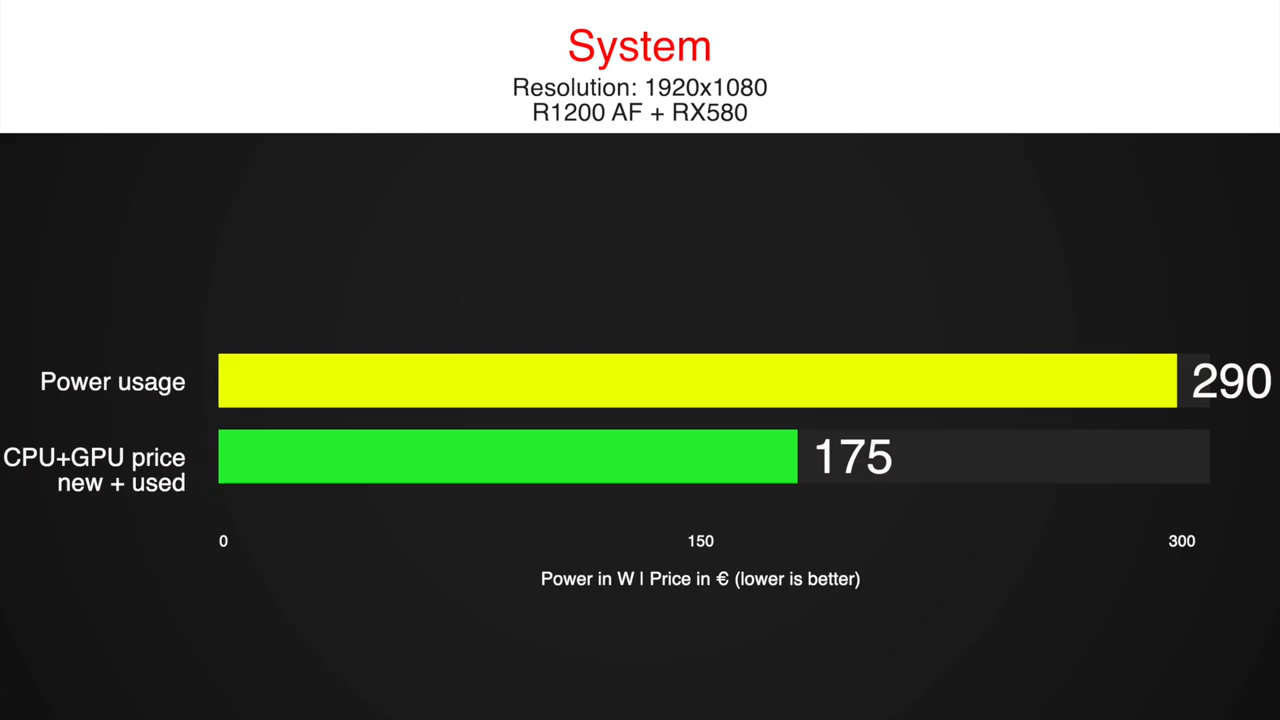 System
Resolution: 1920x1080
R1200 AF + RX580
Power usage
290
CPU+GPU price
new + used
175
0
150
300
Power in W | Price in € (lower is better)